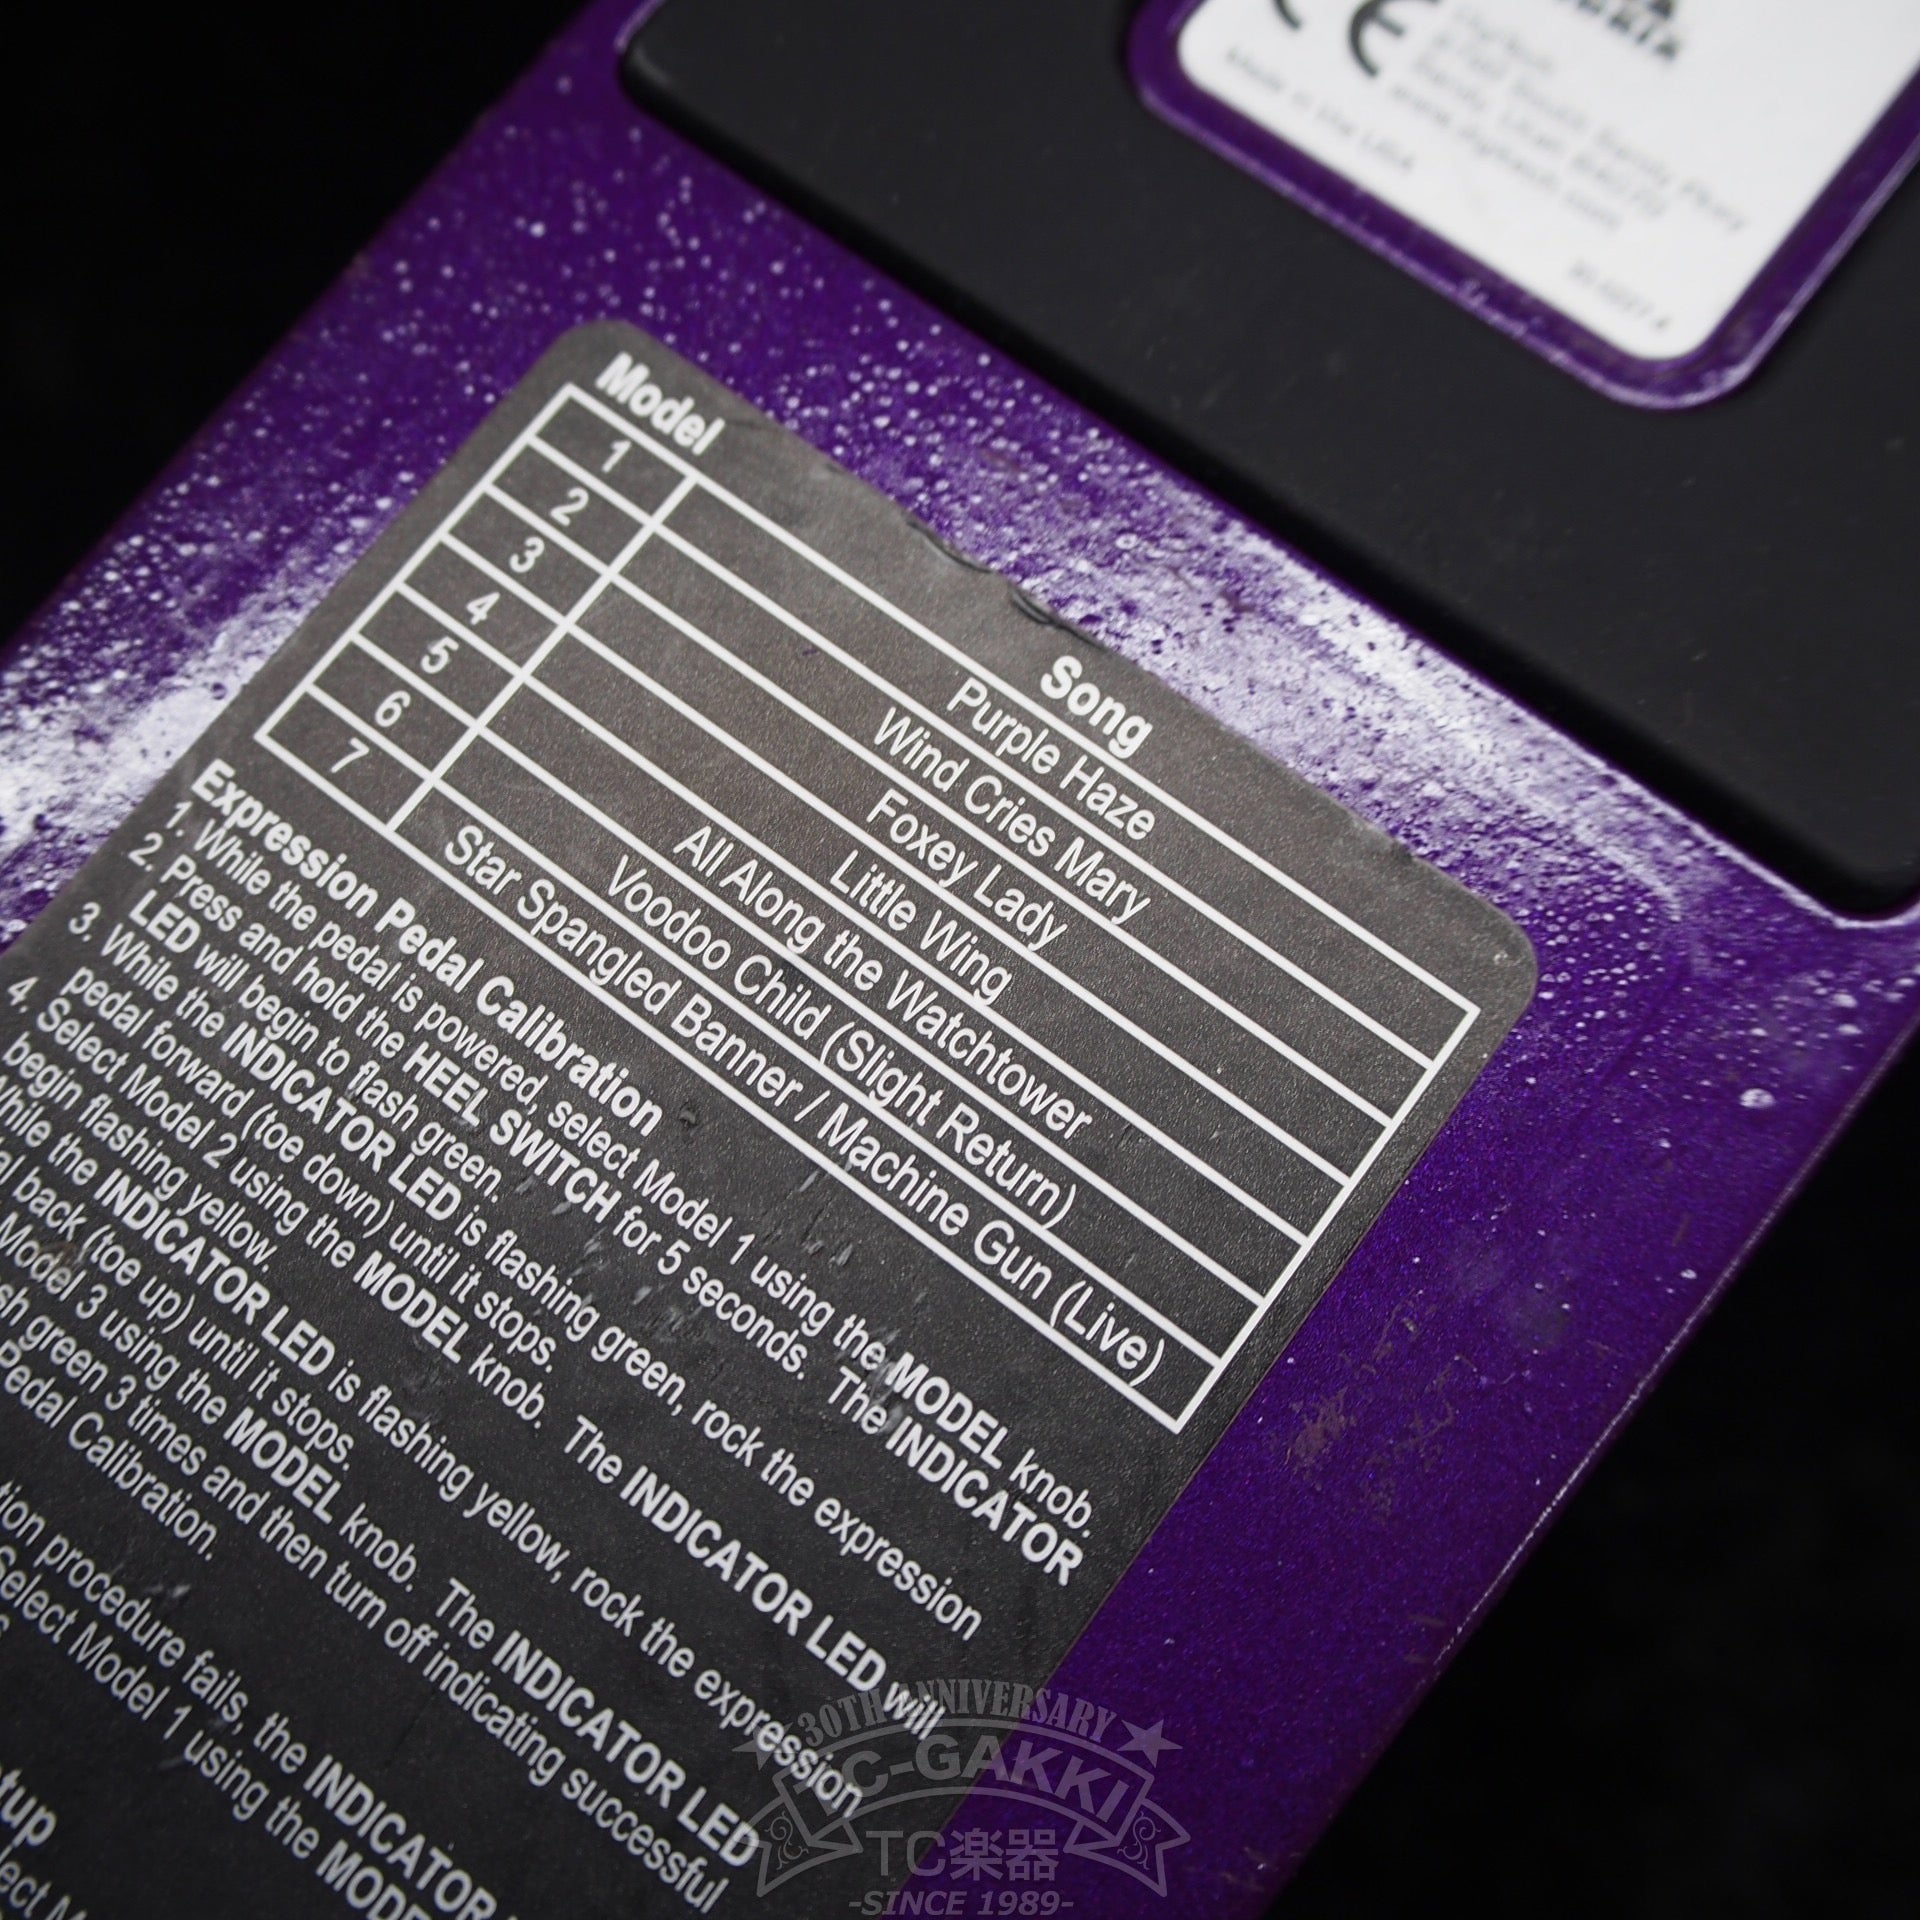 Made in the USA
Model Song
1 Purple Haze
2 Wind Cries Mary
3 Foxey Lady
4 Little Wing
5 All Along the Watchtower
6 Voodoo Child (Slight Return)
7 Star Spangled Banner / Machine Gun (Live)
Expression Pedal Calibration
1. While the pedal is powered, select Model 1 using the MODEL knob.
2. Press and hold the HEEL SWITCH for 5 seconds. The INDICATOR
LED will begin to flash green.
3. While the INDICATOR LED is flashing green, rock the expression
pedal forward (toe down) until it stops.
4. Select Model 2 using the MODEL knob. The INDICATOR LED will
begin flashing yellow.
While the INDICATOR LED is flashing yellow, rock the expression
back (toe up) until it stops.
Model 3 using the MODEL knob. The INDICATOR LED
green 3 times and then turn off indicating successful
Pedal Calibration.
procedure fails, the INDICATOR
Select Model 1 using the MODEL
30TH ANNIVERSARY
TC-GAKKI
TC楽器
-SINCE 1989-